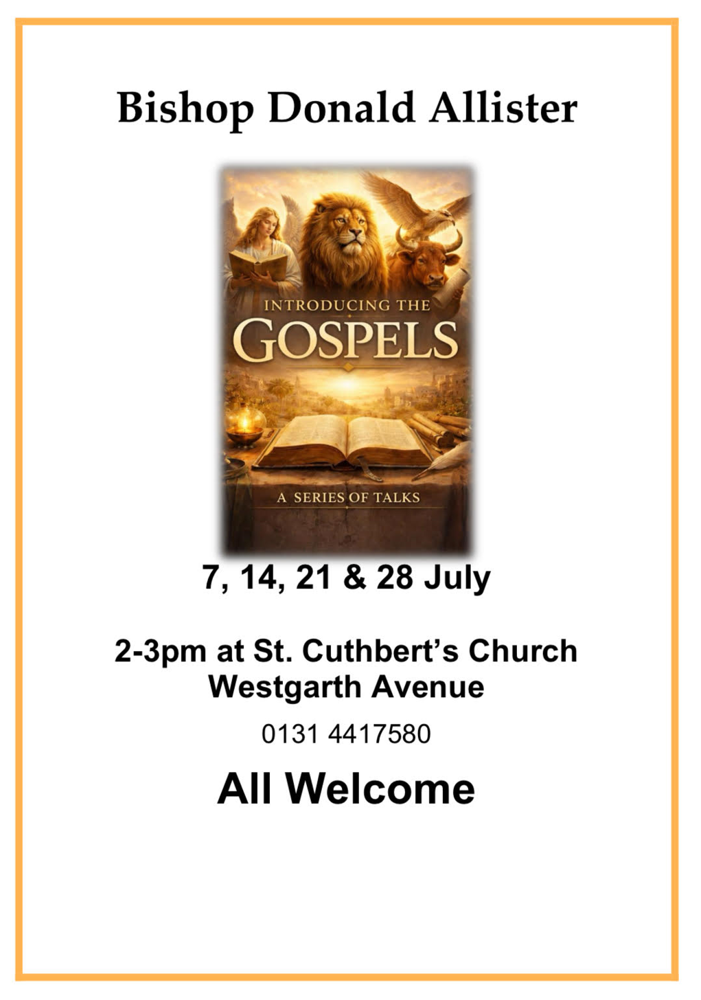 Bishop Donald Allister
INTRODUCING THE
GOSPELS
A SERIES OF TALKS
7, 14, 21 & 28 July
2-3pm at St. Cuthbert’s Church
Westgarth Avenue
0131 4417580
All Welcome